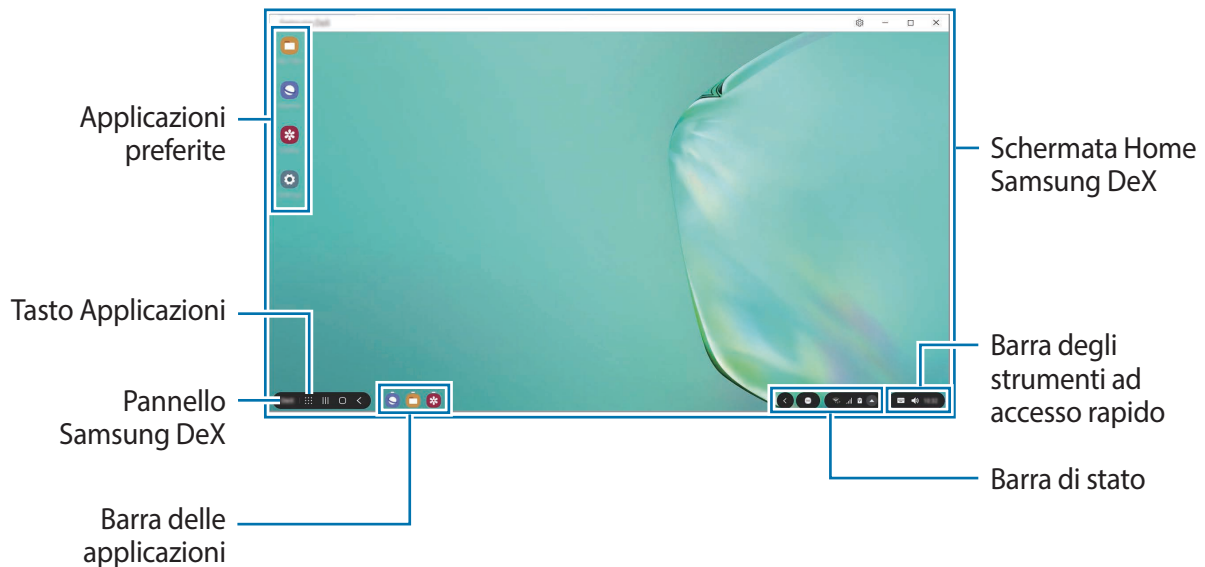 Applicazioni
preferite
Schermata Home
Samsung DeX
Tasto Applicazioni
Barra degli
strumenti ad
accesso rapido
Pannello
Samsung DeX
Barra di stato
Barra delle
applicazioni